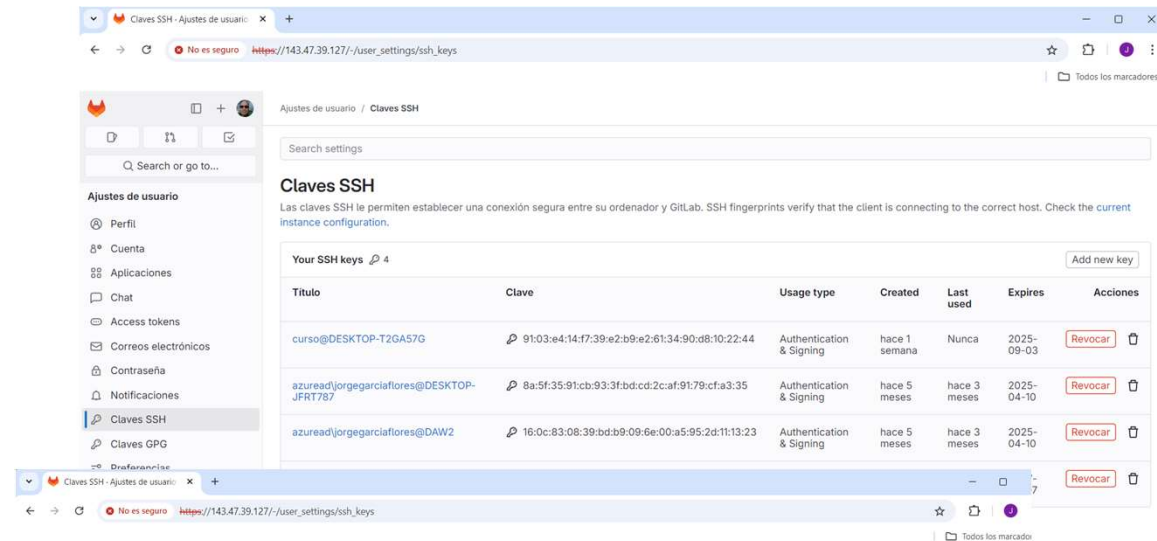 Claves SSH - Ajustes de usuario
No es seguro https://143.47.39.127/-/user_settings/ssh_keys
Todos los marcadores
Ajustes de usuario / Claves SSH
Search settings
Search or go to...
Claves SSH
Ajustes de usuario
Las claves SSH le permiten establecer una conexión segura entre su ordenador y GitLab. SSH fingerprints verify that the client is connecting to the correct host. Check the current
instance configuration.
Perfil
Cuenta
Aplicaciones
Chat
Access tokens
Correos electrónicos
Contraseña
Notificaciones
Claves SSH
Claves GPG
Preferencias
Your SSH keys 4 Add new key
Título Clave Usage type Created Last used Expires Acciones
curso@DESKTOP-T2GA57G 91:03:e4:14:f7:39:e2:b9:e2:61:34:90:d8:10:22:44 Authentication & Signing hace 1 semana Nunca 2025-09-03 Revocar
azuread\jorgegarciaflores@DESKTOP-JFRT787 8a:5f:35:91:cb:93:3f:bd:cd:2c:af:91:79:cf:a3:35 Authentication & Signing hace 5 meses hace 3 meses 2025-04-10 Revocar
azuread\jorgegarciaflores@DAW2 16:0c:83:08:39:bd:b9:09:6e:00:a5:95:2d:11:13:23 Authentication & Signing hace 5 meses hace 3 meses 2025-04-10 Revocar
Revocar
Claves SSH - Ajustes de usuario
No es seguro https://143.47.39.127/-/user_settings/ssh_keys
Todos los marcador